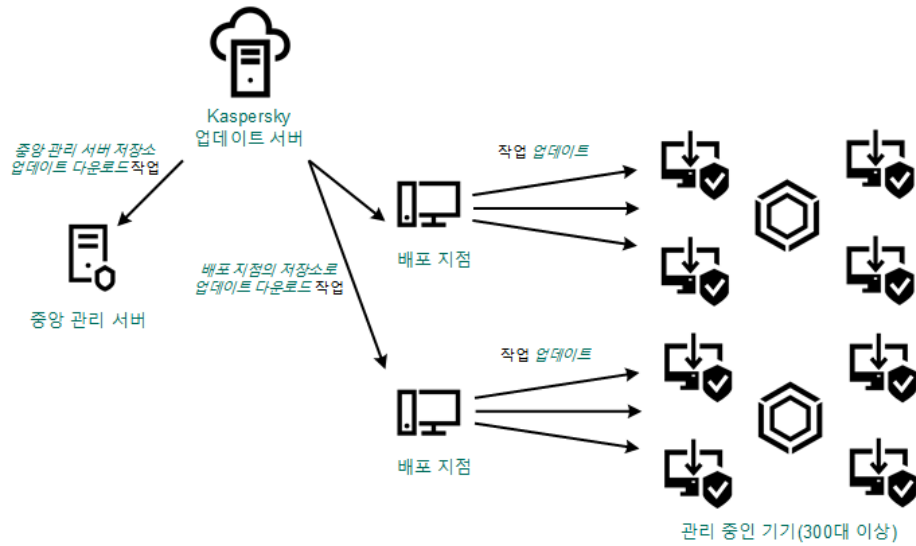 Kaspersky
업데이트 서버
중앙 관리 서버 저장소
업데이트 다운로드 작업
작업 업데이트
배포 지점
배포 지점의 저장소로
업데이트 다운로드 작업
중앙 관리 서버
작업 업데이트
배포 지점
관리 중인 기기(300대 이상)